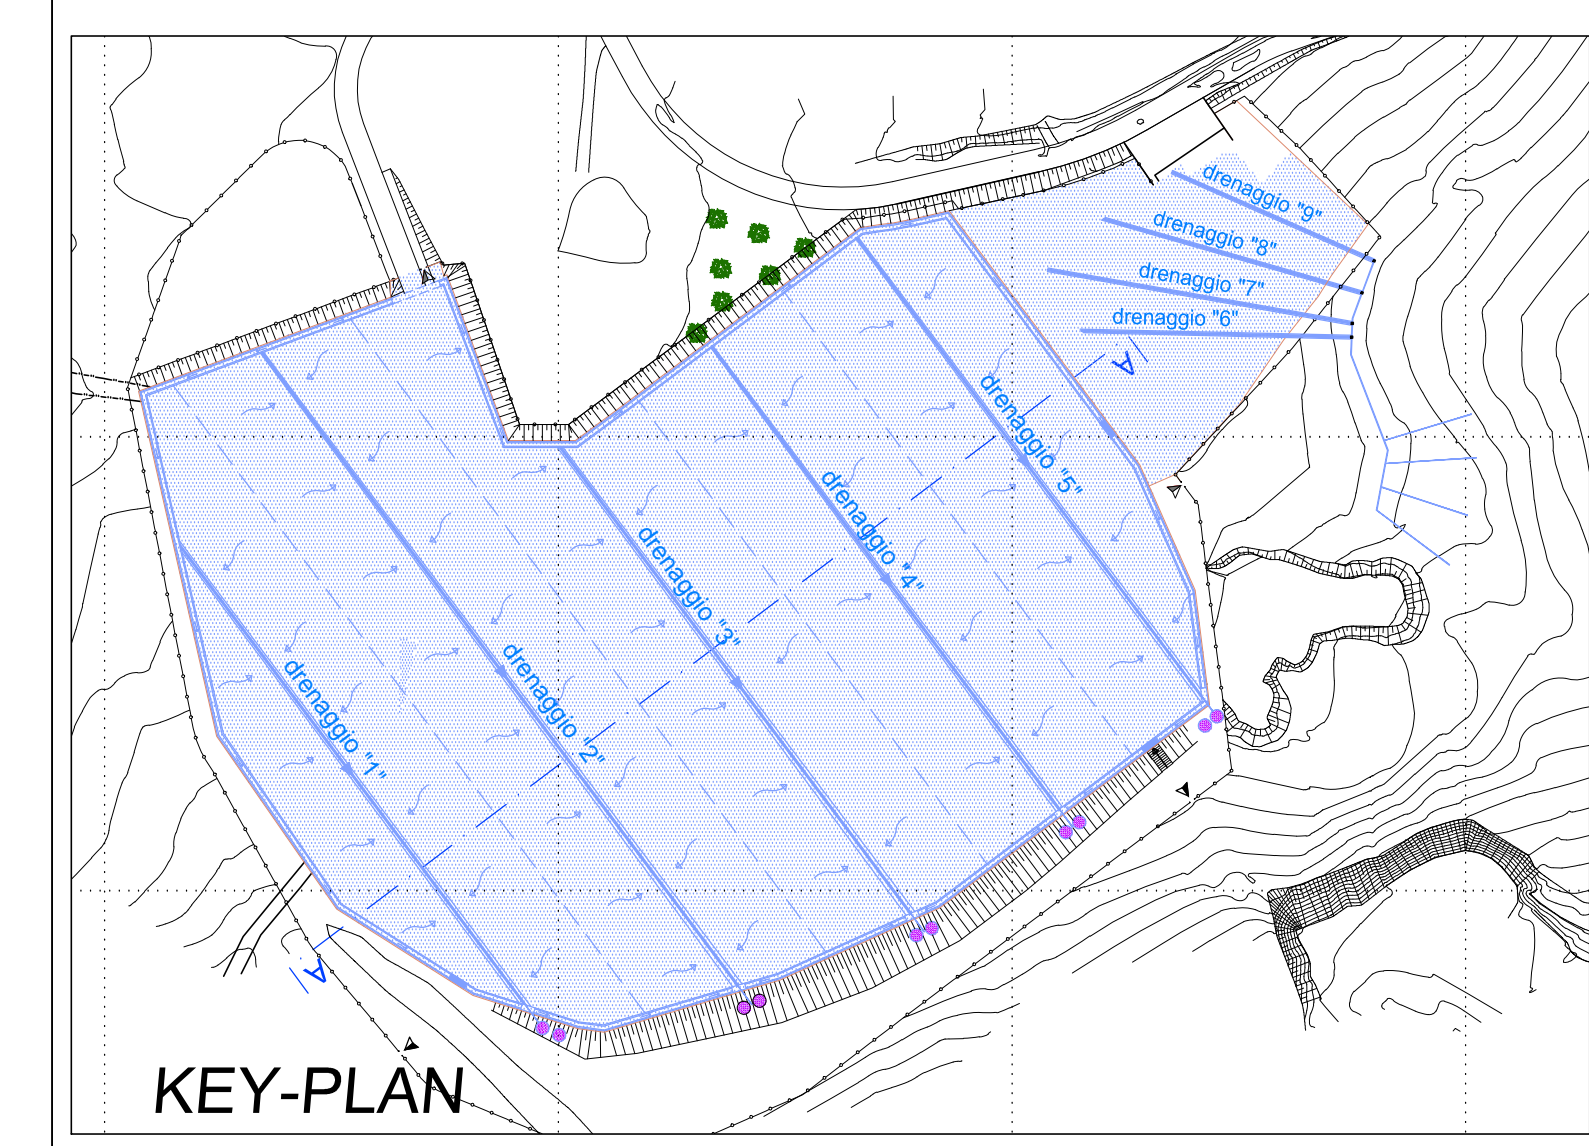 drenaggio "9"
drenaggio "8"
drenaggio "7"
drenaggio "6"
A
drenaggio "5"
drenaggio "4"
drenaggio "3"
drenaggio "2"
drenaggio "1"
A
KEY-PLAN